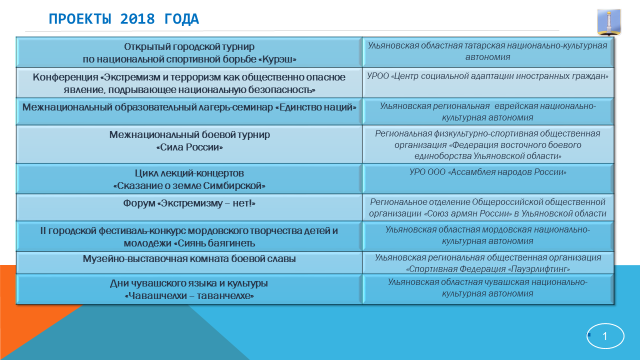 ПРОЕКТЫ 2018 ГОДА
Открытый городской турнир
по национальной спортивной борьбе «Курэш»
Ульяновская областная татарская национально-культурная
автономия
Конференция «Экстремизм и терроризм как общественно опасное
явление, подрывающее национальную безопасность»
УРОО «Центр социальной адаптации иностранных граждан»
Межнациональный образовательный лагерь-семинар «Единство наций»
Ульяновская региональная еврейская национально-
культурная автономия
Межнациональный боевой турнир
«Сила России»
Региональная физкультурно-спортивная общественная
организация «Федерация восточного боевого
единоборства Ульяновской области»
Цикл лекций-концертов
«Сказание о земле Симбирской»
УРО ООО «Ассамблея народов России»
Форум «Экстремизму – нет!»
Региональное отделение Общероссийской общественной
организации «Союз армян России» в Ульяновской области
II городской фестиваль-конкурс мордовского творчества детей и
молодёжи «Сиянь баягинеть
Ульяновская областная мордовская национально-
культурная автономия
Музейно-выставочная комната боевой славы
Ульяновская региональная общественная организация
«Спортивная Федерация «Пауэрлифтинг»
Дни чувашского языка и культуры
«Чавашчелхи – таванчелхе»
Ульяновская областная чувашская национально-
культурная автономия
1